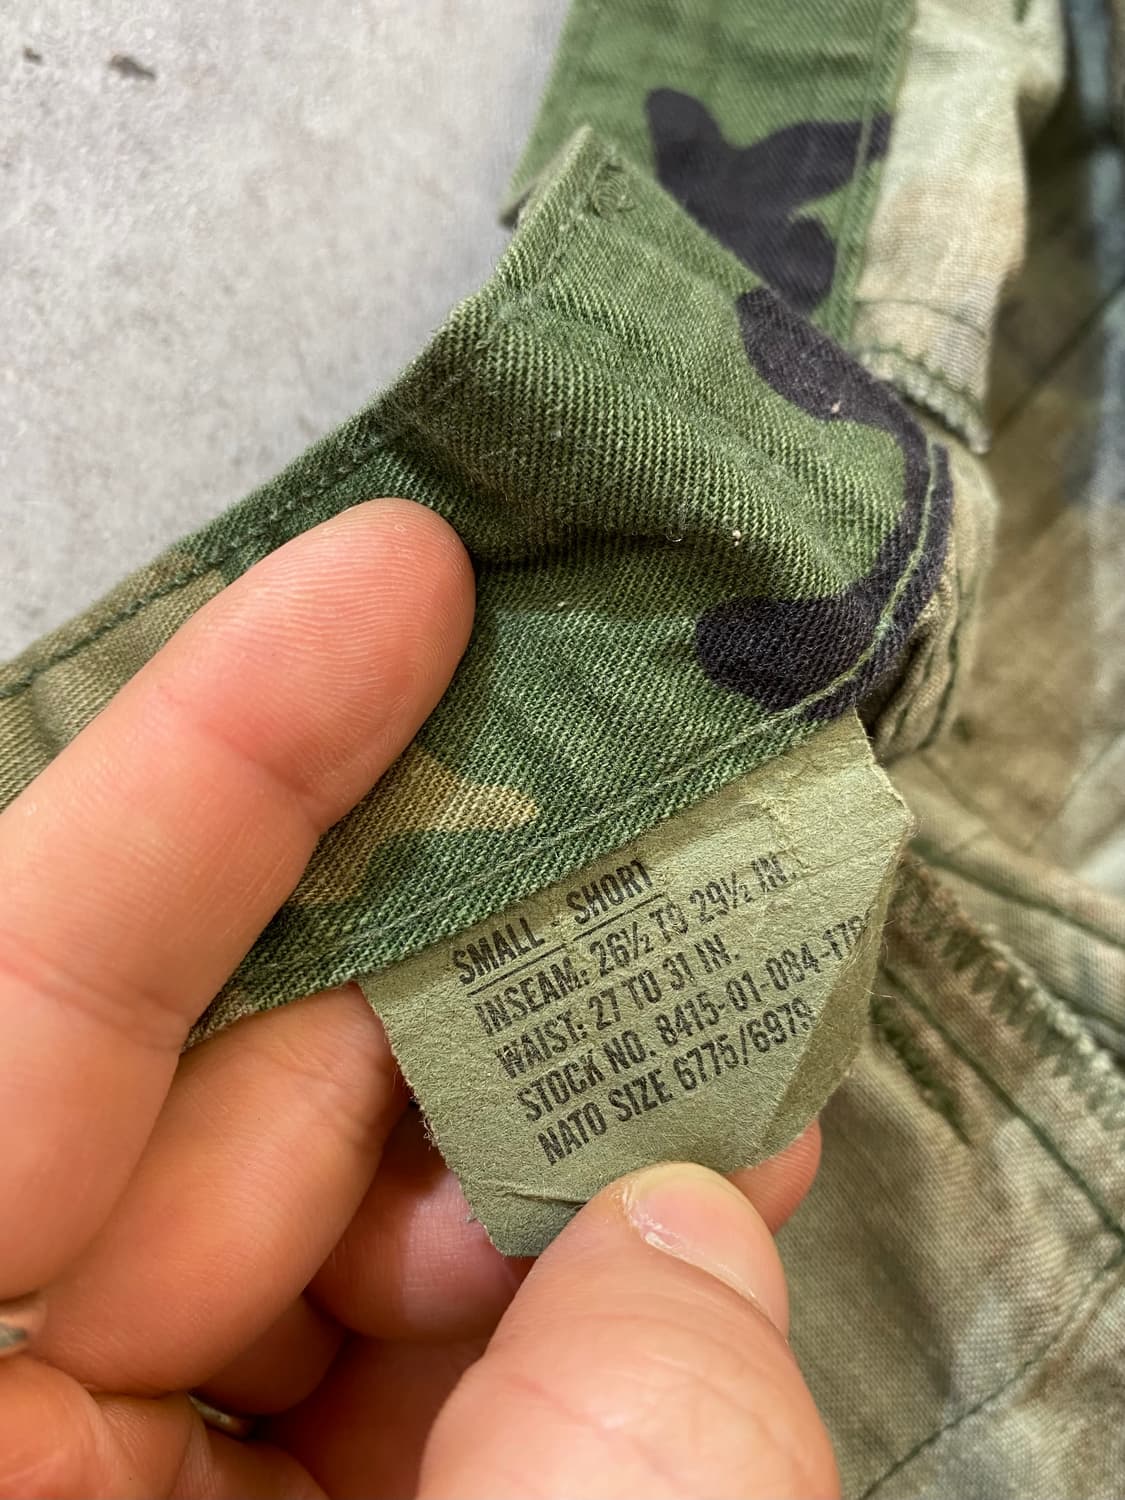 SMALL - SHORT
INSEAM: 26½ TO 29½ IN.
WAIST: 27 TO 31 IN.
STOCK NO. 8415-01-084-17
NATO SIZE 6775/6979